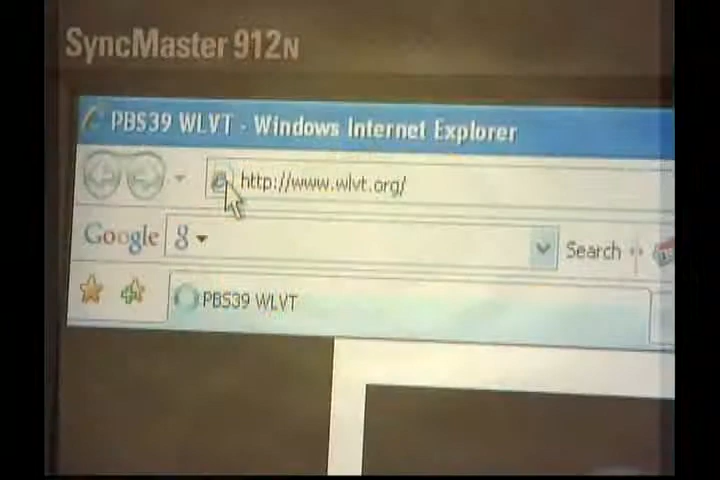 SyncMaster 912N
PBS39 WLVT - Windows Internet Explorer
http://www.wlvt.org/
Google g Search
PBS39 WLVT